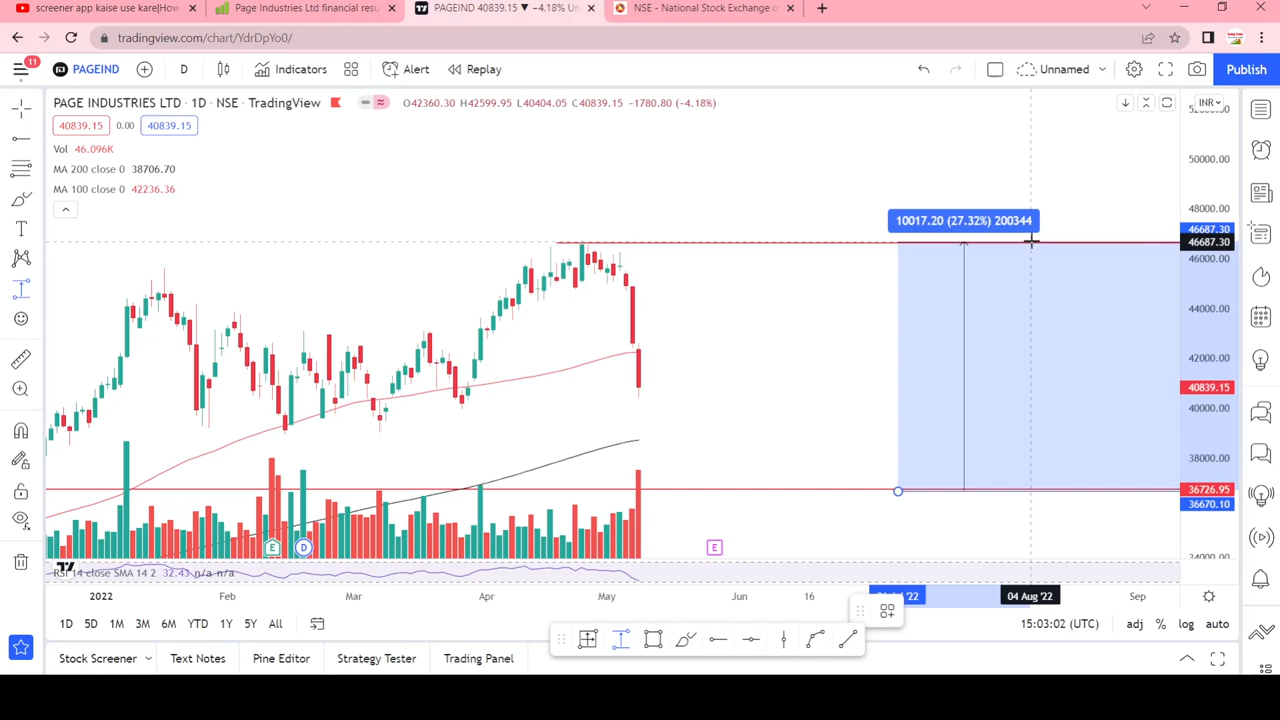 screener app kaise use kare|How
Page Industries Ltd financial resu
PAGEIND 40839.15 ▼ −4.18% Un
NSE - National Stock Exchange o
tradingview.com/chart/YdrDpYo0/
11
PAGEIND
D
Indicators
Alert
Replay
Unnamed
Publish
PAGE INDUSTRIES LTD · 1D · NSE · TradingView
O42360.30 H42599.95 L40404.05 C40839.15 −1780.80 (−4.18%)
INR
40839.15 0.00 40839.15
Vol 46.096K
MA 200 close 0 38706.70
MA 100 close 0 42236.36
50000.00
48000.00
10017.20 (27.32%) 200344
46687.30
46687.30
46000.00
44000.00
42000.00
40839.15
40000.00
38000.00
36726.95
36670.10
34000.00
E
D
E
RSI 14 close SMA 14 2 32.43 n/a n/a
2022 Feb Mar Apr May Jun 16 04 Aug '22 Sep
1D 5D 1M 3M 6M YTD 1Y 5Y All
15:03:02 (UTC) adj % log auto
Stock Screener Text Notes Pine Editor Strategy Tester Trading Panel